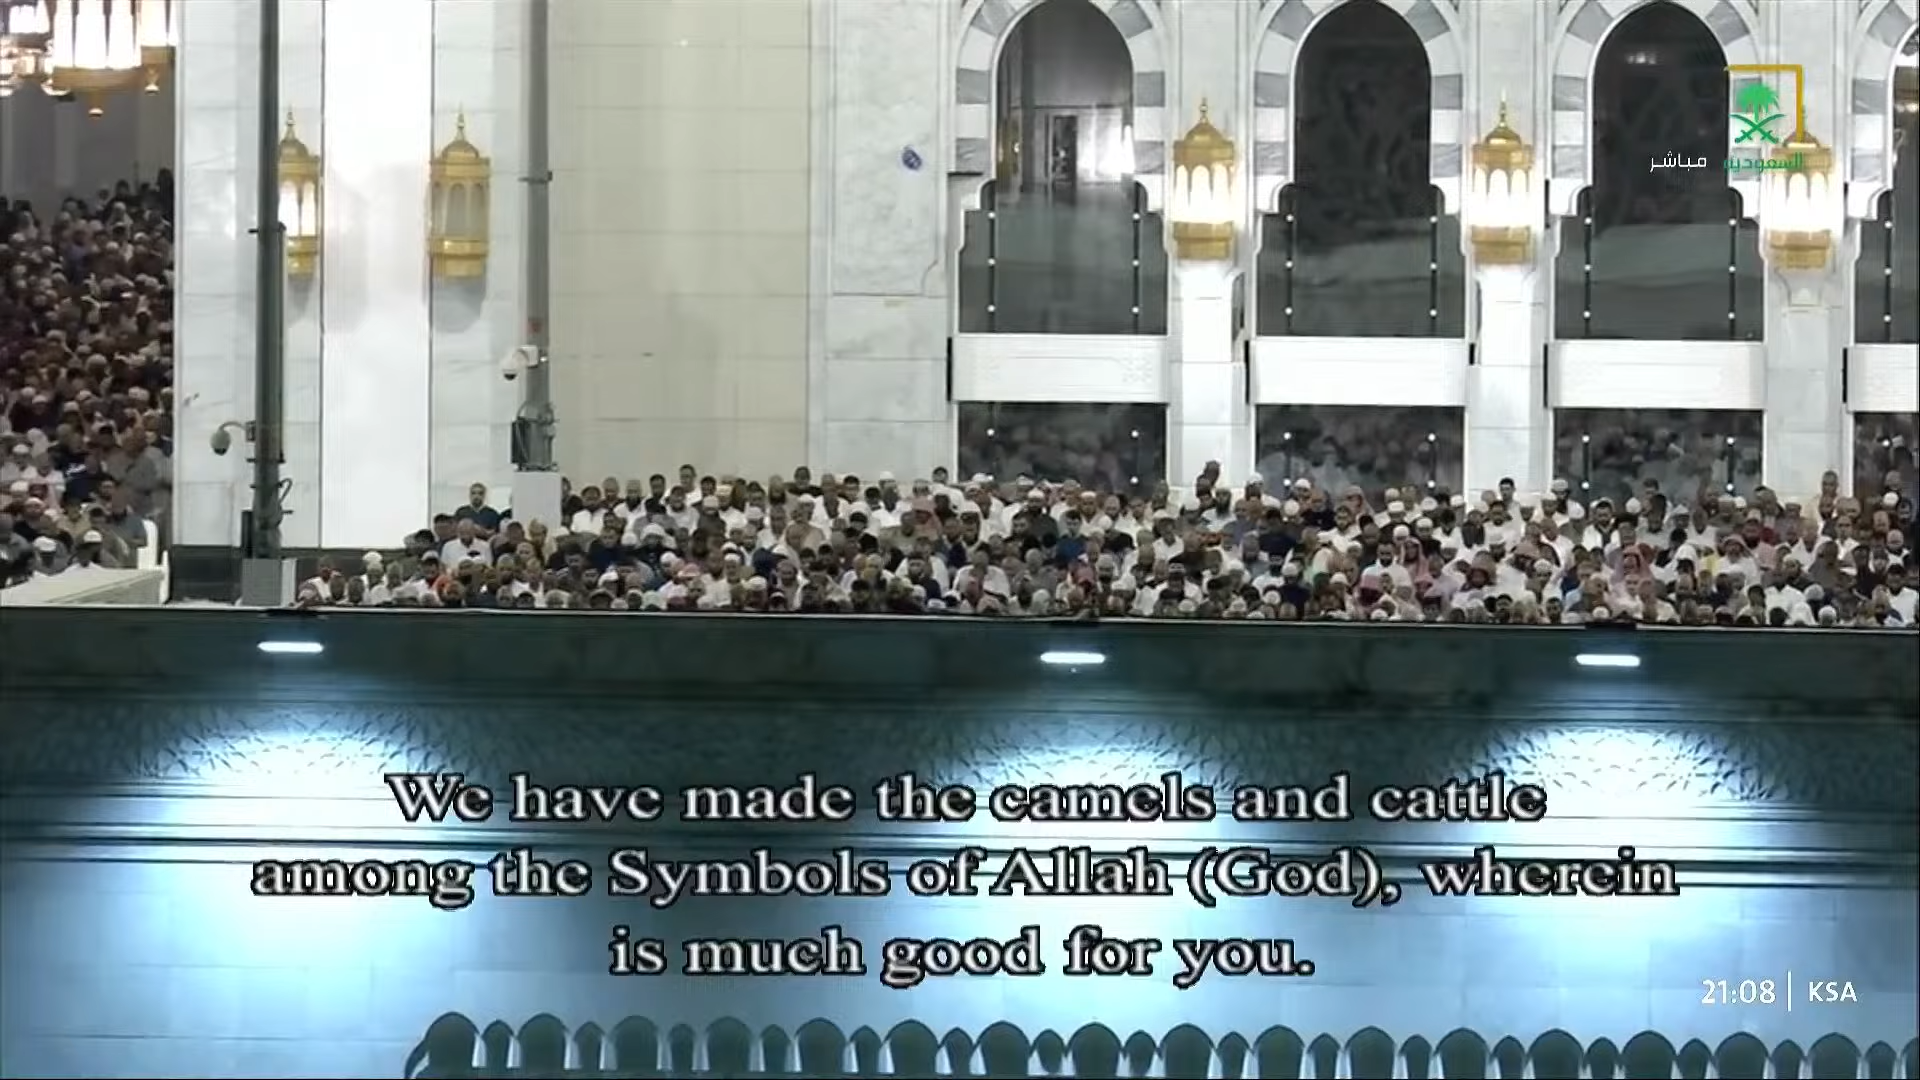 مباشر
السعودية
We have made the camels and cattle
among the Symbols of Allah (God), wherein
is much good for you.
21:08 | KSA